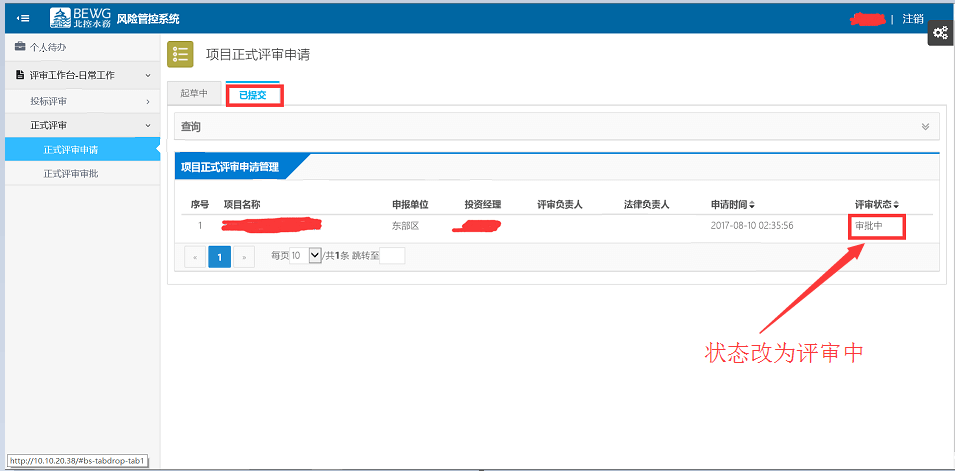 BEWG
北控水務
风险管控系统
| 注销
个人待办
评审工作台-日常工作
投标评审
正式评审
正式评审申请
正式评审审批
项目正式评审申请
起草中 已提交
查询
项目正式评审申请管理
序号 项目名称 申报单位 投资经理 评审负责人 法律负责人 申请时间 评审状态
1 东部区 2017-08-10 02:35:56 审批中
« 1 » 每页 10 /共1条 跳转至
状态改为评审中
http://10.10.20.38/#bs-tabdrop-tab1